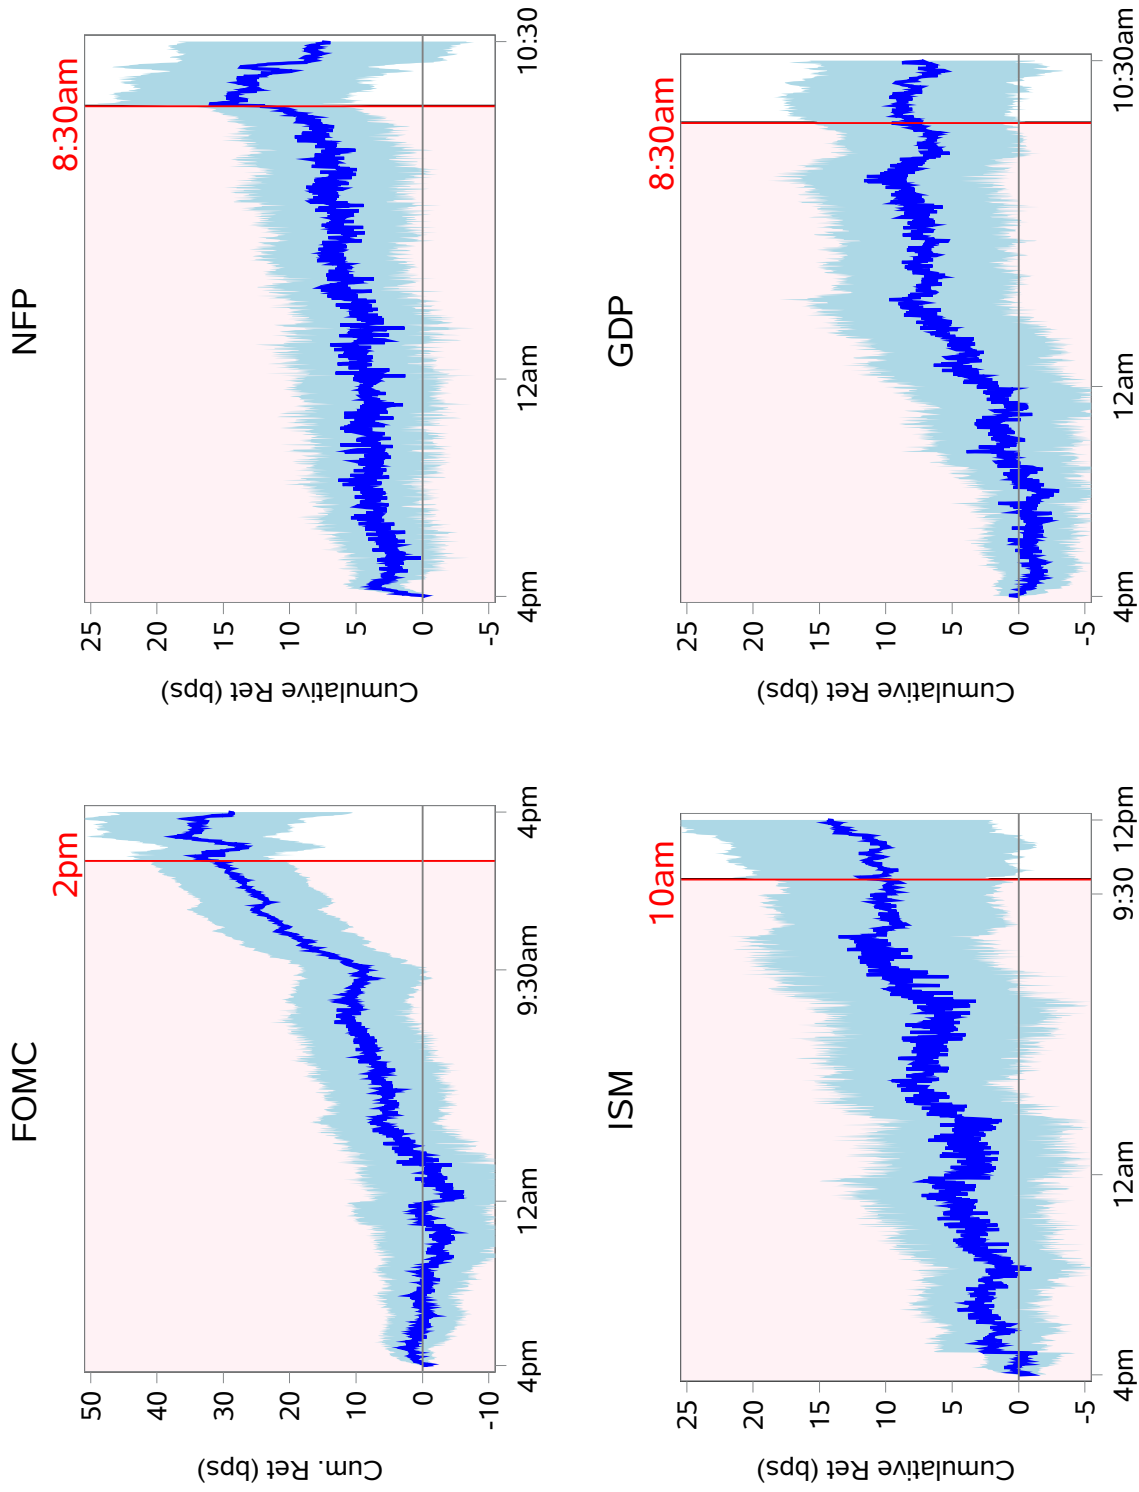 FOMC
2pm
Cum. Ret (bps)
50
40
30
20
10
0
-10
4pm
12am
9:30am
4pm
NFP
8:30am
Cumulative Ret (bps)
25
20
15
10
5
0
-5
4pm
12am
10:30
ISM
10am
Cumulative Ret (bps)
25
20
15
10
5
0
-5
4pm
12am
9:30
12pm
GDP
8:30am
Cumulative Ret (bps)
25
20
15
10
5
0
-5
4pm
12am
10:30am